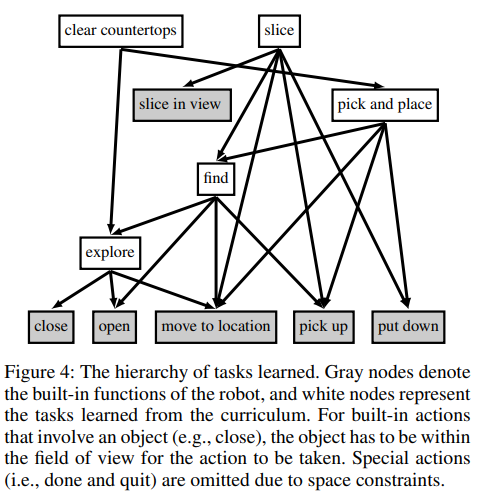 clear countertops
slice
slice in view
pick and place
find
explore
close
open
move to location
pick up
put down
Figure 4: The hierarchy of tasks learned. Gray nodes denote
the built-in functions of the robot, and white nodes represent
the tasks learned from the curriculum. For built-in actions
that involve an object (e.g., close), the object has to be within
the field of view for the action to be taken. Special actions
(i.e., done and quit) are omitted due to space constraints.